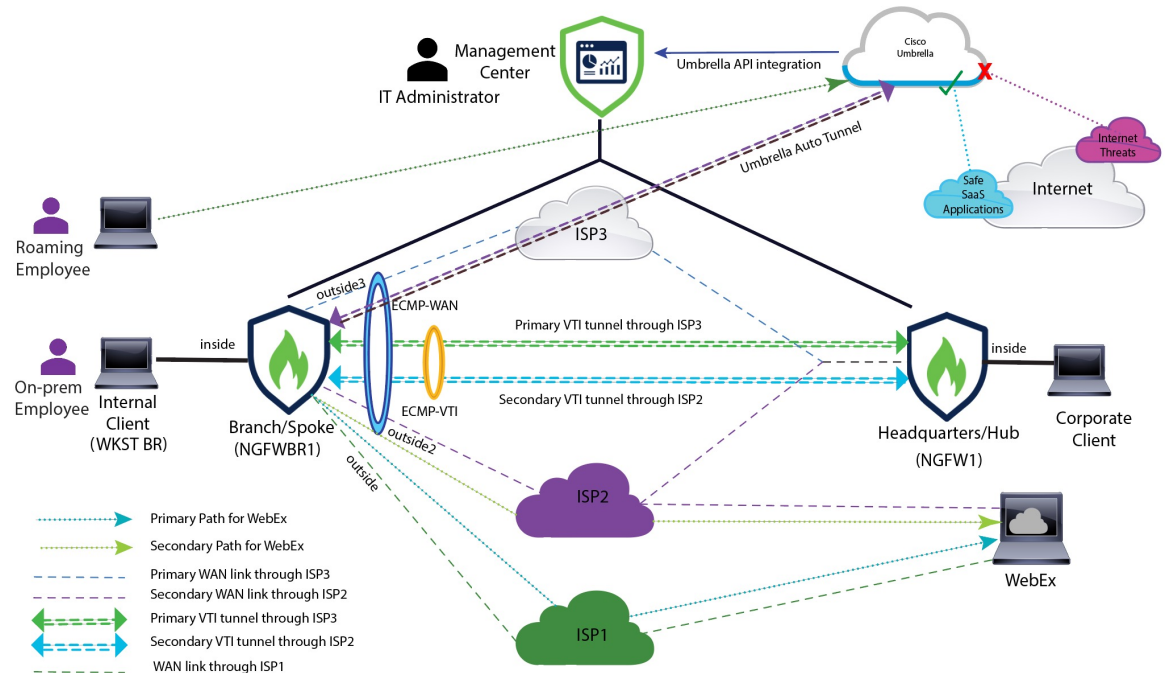 Management
Center
IT Administrator
Umbrella API integration
Cisco
Umbrella
Internet
Threats
Safe
SaaS
Applications
Internet
Umbrella Auto Tunnel
Roaming
Employee
ISP3
outside3
ECMP-WAN
Primary VTI tunnel through ISP3
inside
inside
On-prem
Employee
Internal
Client
(WKST BR)
Secondary VTI tunnel through ISP2
ECMP-VTI
Branch/Spoke
(NGFWBR1)
Headquarters/Hub
(NGFW1)
Corporate
Client
outside2
outside
ISP2
WebEx
ISP1
Primary Path for WebEx
Secondary Path for WebEx
Primary WAN link through ISP3
Secondary WAN link through ISP2
Primary VTI tunnel through ISP3
Secondary VTI tunnel through ISP2
WAN link through ISP1